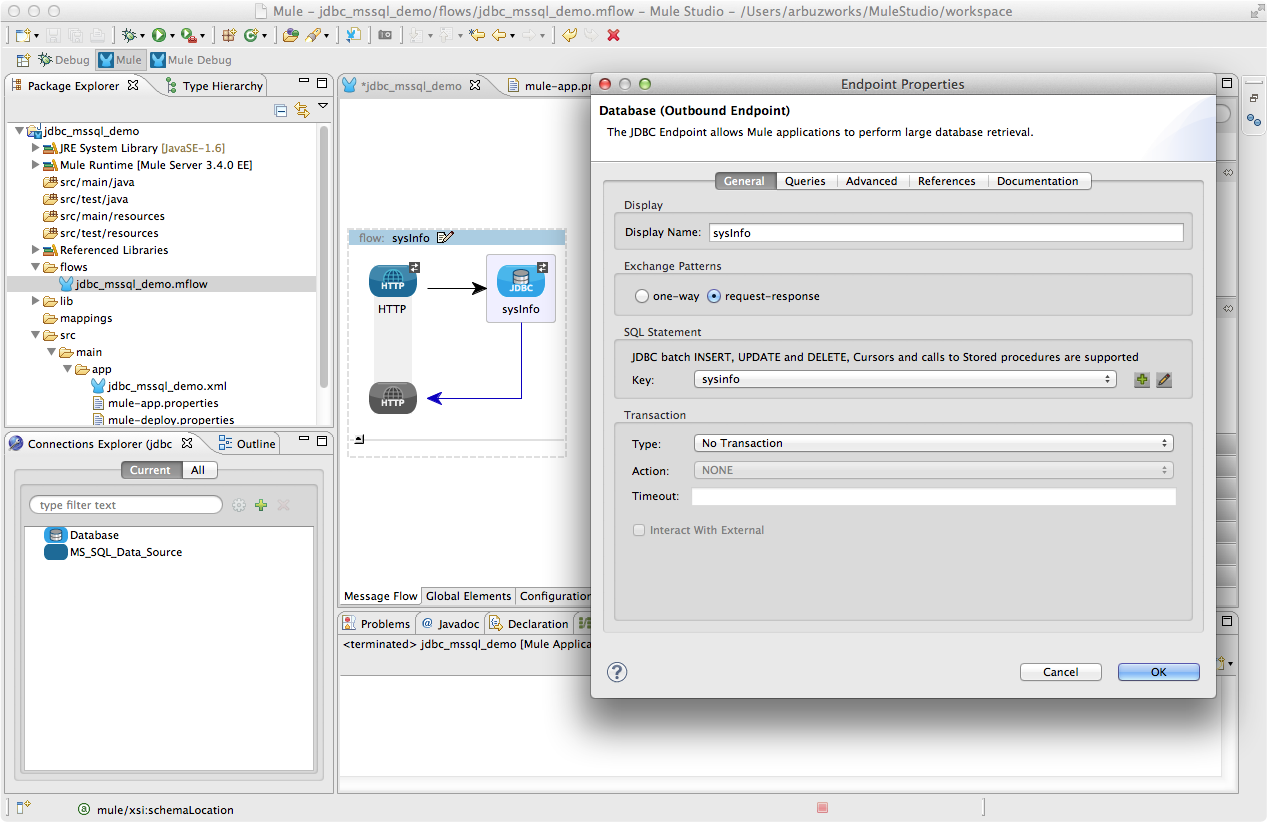 Mule – jdbc_mssql_demo/flows/jdbc_mssql_demo.mflow – Mule Studio – /Users/arbuzworks/MuleStudio/workspace
Debug Mule Mule Debug
Package Explorer Type Hierarchy
jdbc_mssql_demo
JRE System Library [JavaSE-1.6]
Mule Runtime [Mule Server 3.4.0 EE]
src/main/java
src/test/java
src/main/resources
src/test/resources
Referenced Libraries
flows
jdbc_mssql_demo.mflow
lib
mappings
src
main
app
jdbc_mssql_demo.xml
mule-app.properties
mule-deploy.properties
Connections Explorer (jdbc Outline
Current All
type filter text
Database
MS_SQL_Data_Source
*jdbc_mssql_demo mule-app.pr
flow: sysInfo
HTTP
JDBC
HTTP
sysInfo
HTTP
Message Flow Global Elements Configuration
Problems @ Javadoc Declaration
<terminated> jdbc_mssql_demo [Mule Applica
Endpoint Properties
Database (Outbound Endpoint)
The JDBC Endpoint allows Mule applications to perform large database retrieval.
General Queries Advanced References Documentation
Display
Display Name: sysInfo
Exchange Patterns
one-way request-response
SQL Statement
JDBC batch INSERT, UPDATE and DELETE, Cursors and calls to Stored procedures are supported
Key: sysinfo
Transaction
Type: No Transaction
Action: NONE
Timeout:
Interact With External
? Cancel OK
mule/xsi:schemaLocation